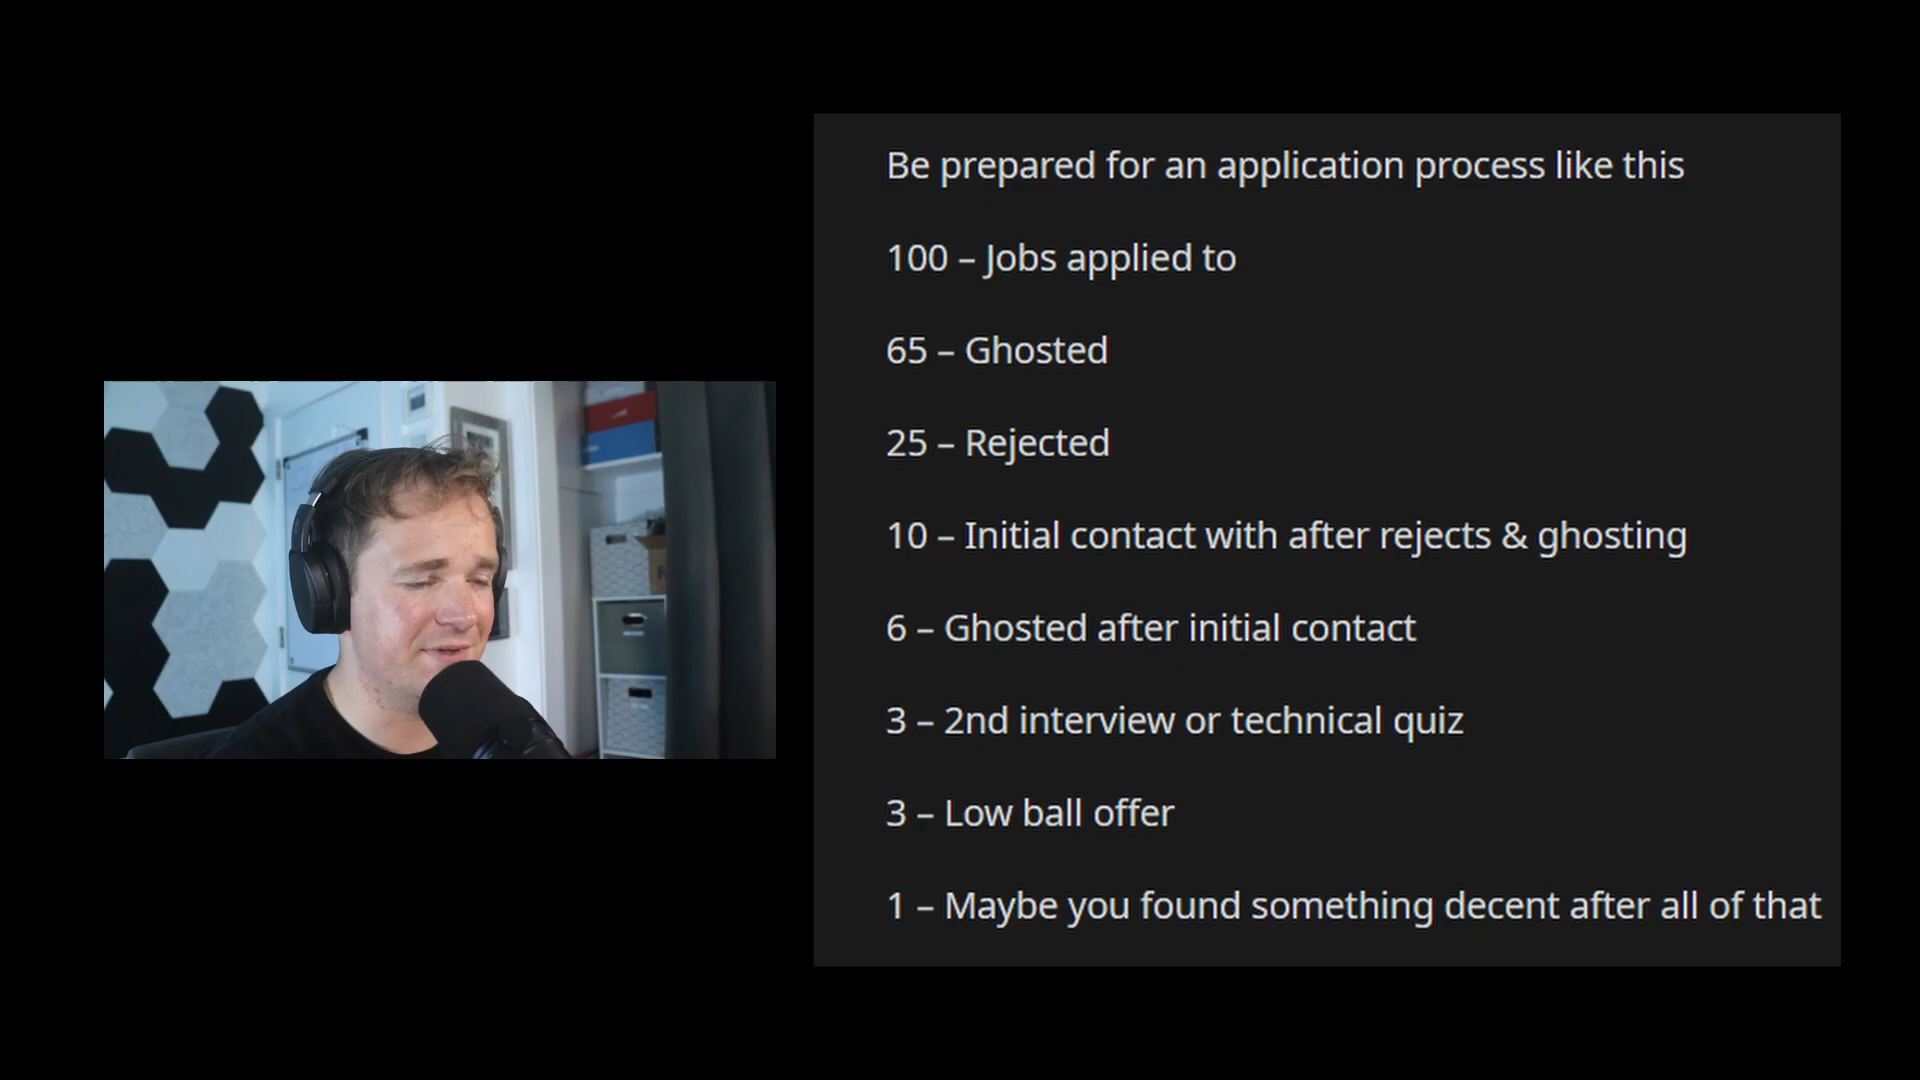 Be prepared for an application process like this
100 – Jobs applied to
65 – Ghosted
25 – Rejected
10 – Initial contact with after rejects & ghosting
6 – Ghosted after initial contact
3 – 2nd interview or technical quiz
3 – Low ball offer
1 – Maybe you found something decent after all of that